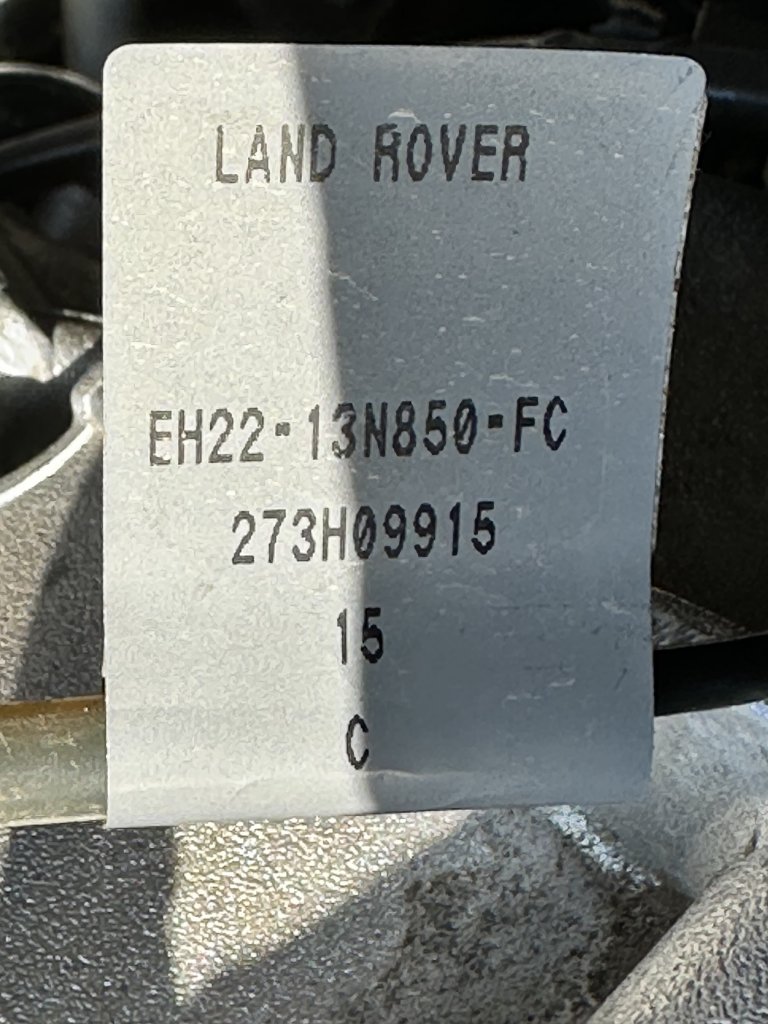 LAND ROVER
EH22-13N850-FC
273H09915
15
C